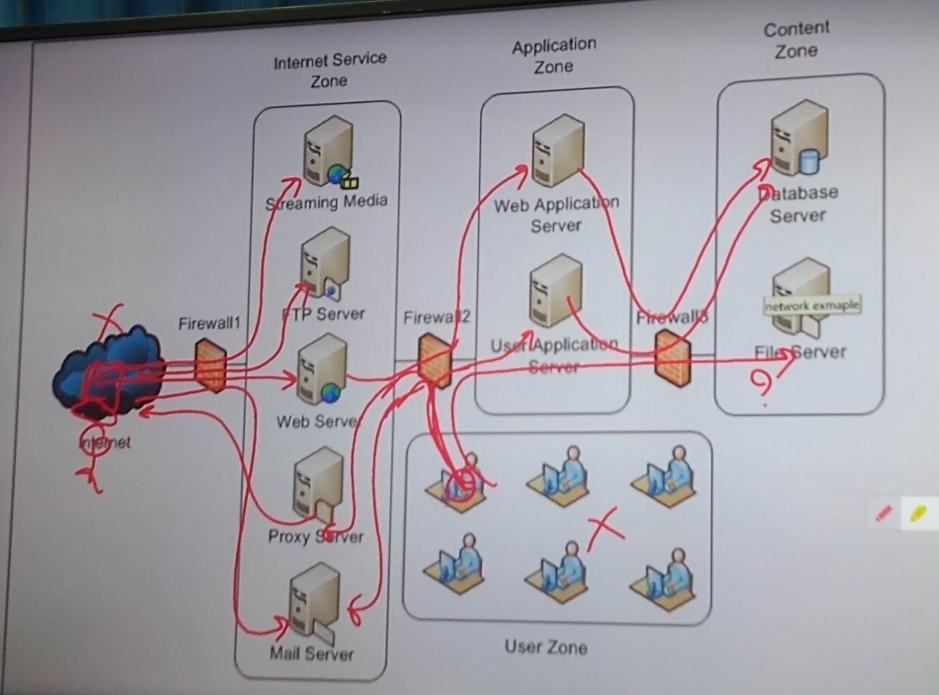 Internet Service
Zone
Application
Zone
Content
Zone
Streaming Media
Web Application
Server
Database
Server
FTP Server
Firewall1
Firewall2
Firewall3
network exmaple
User Application
Server
File Server
Web Server
Internet
Proxy Server
Mail Server
User Zone
?